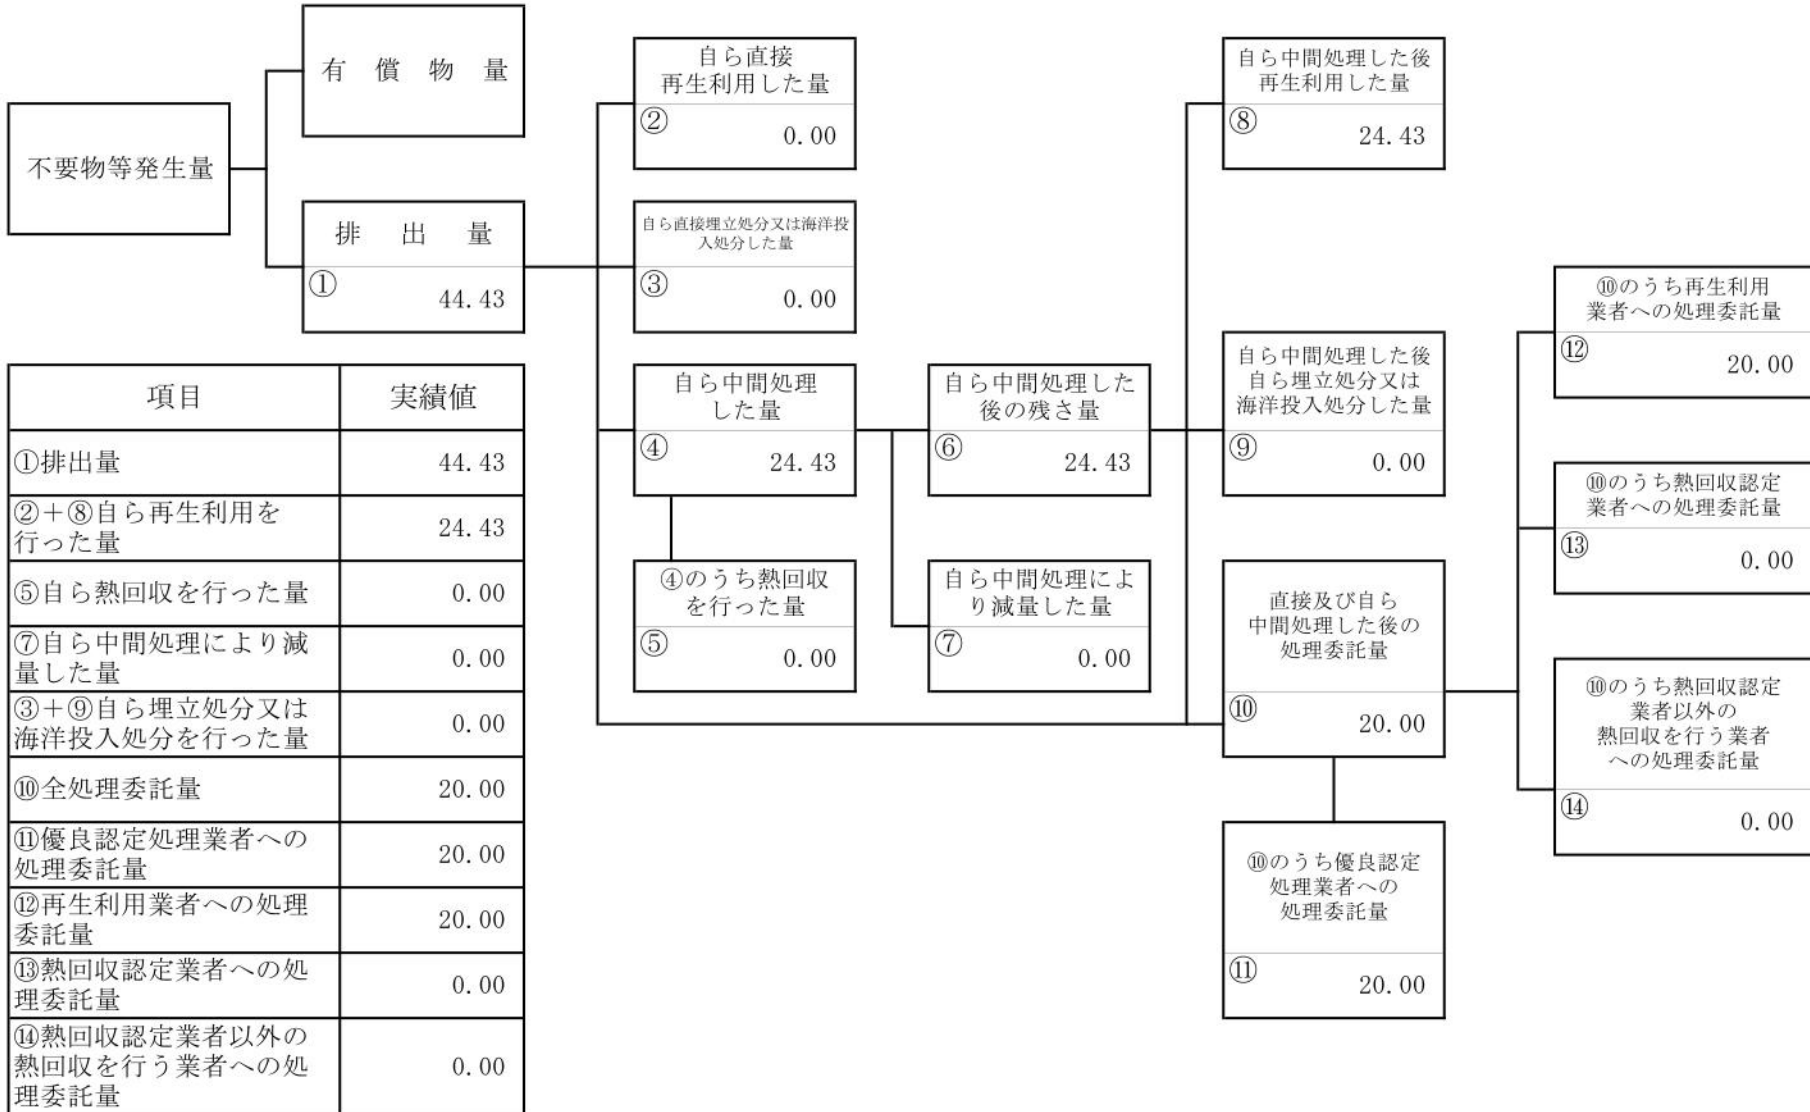 不要物等発生量
有 償 物 量
排 出 量
①
44.43
自ら直接
再生利用した量
②
0.00
自ら直接埋立処分又は海洋投
入処分した量
③
0.00
自ら中間処理
した量
④
24.43
④のうち熱回収
を行った量
⑤
0.00
自ら中間処理した
後の残さ量
⑥
24.43
自ら中間処理によ
り減量した量
⑦
0.00
自ら中間処理した後
再生利用した量
⑧
24.43
自ら中間処理した後
自ら埋立処分又は
海洋投入処分した量
⑨
0.00
直接及び自ら
中間処理した後の
処理委託量
⑩
20.00
⑩のうち優良認定
処理業者への
処理委託量
⑪
20.00
⑩のうち再生利用
業者への処理委託量
⑫
20.00
⑩のうち熱回収認定
業者への処理委託量
⑬
0.00
⑩のうち熱回収認定
業者以外の
熱回収を行う業者
への処理委託量
⑭
0.00
項目 実績値
①排出量 44.43
②+⑧自ら再生利用を
行った量
24.43
⑤自ら熱回収を行った量 0.00
⑦自ら中間処理により減
量した量
0.00
③+⑨自ら埋立処分又は
海洋投入処分を行った量
0.00
⑩全処理委託量 20.00
⑪優良認定処理業者への
処理委託量
20.00
⑫再生利用業者への処理
委託量
20.00
⑬熱回収認定業者への処
理委託量
0.00
⑭熱回収認定業者以外の
熱回収を行う業者への処
理委託量
0.00